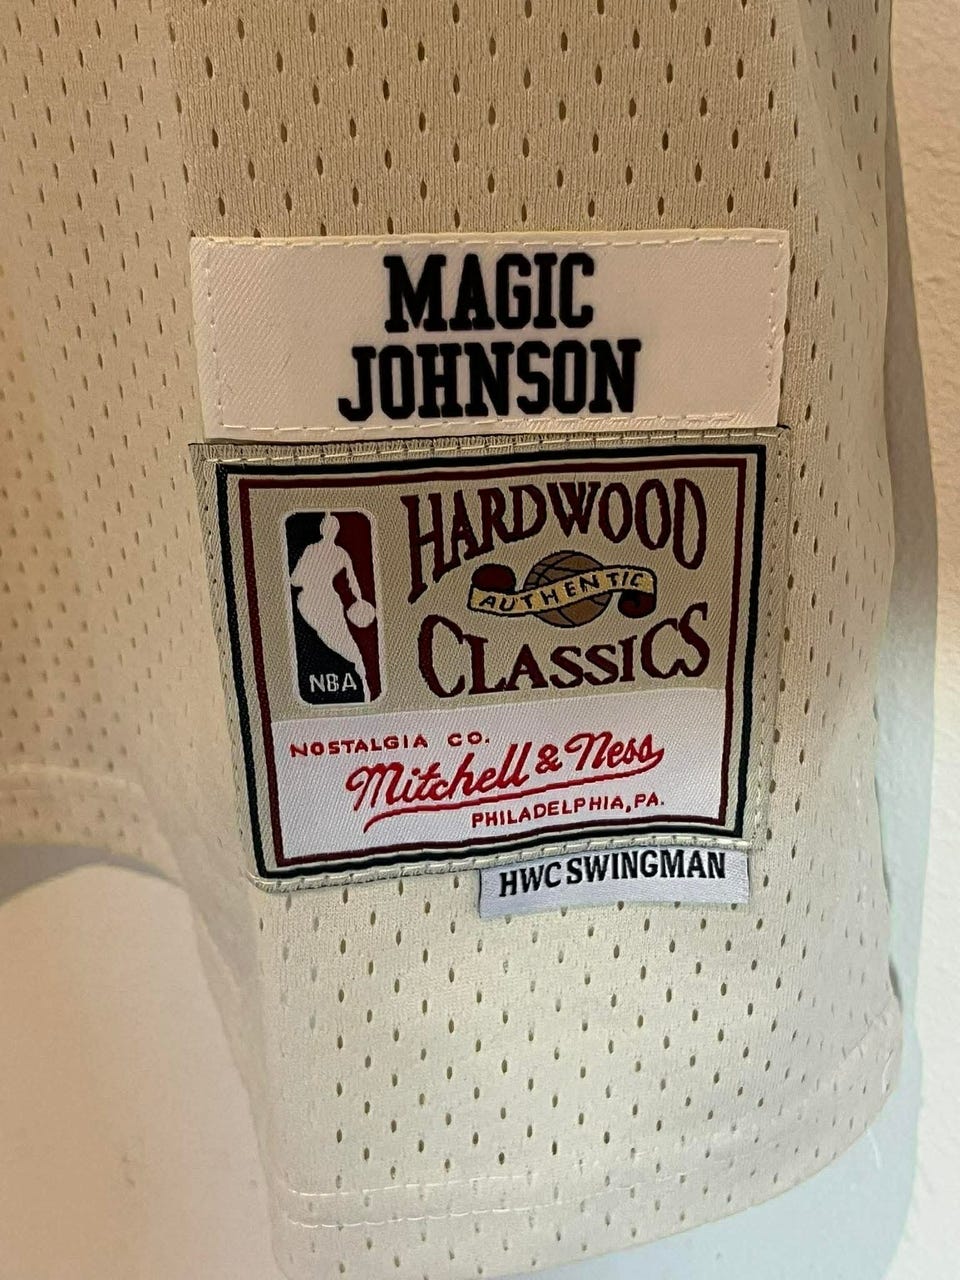 MAGIC
JOHNSON
HARDWOOD
AUTHENTIC
CLASSICS
NBA
NOSTALGIA CO.
Mitchell & Ness
PHILADELPHIA, PA.
HWC SWINGMAN